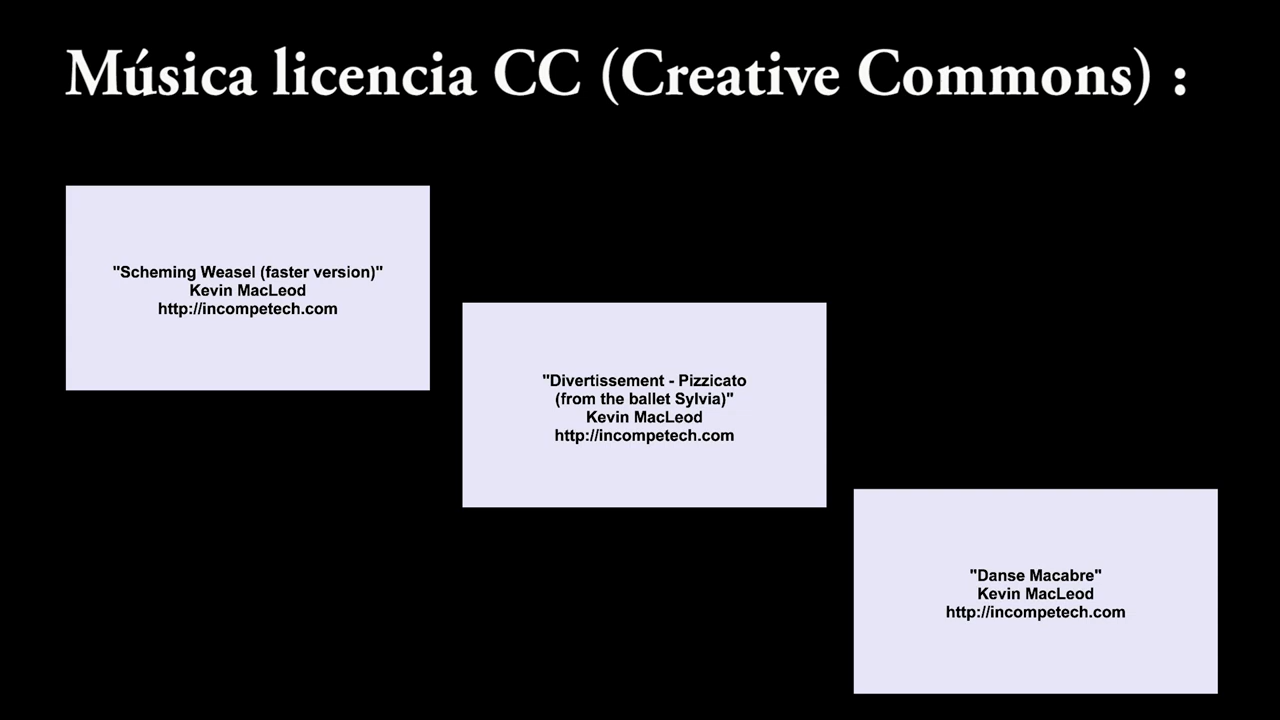 Música licencia CC (Creative Commons) :
"Scheming Weasel (faster version)"
Kevin MacLeod
http://incompetech.com
"Divertissement - Pizzicato
(from the ballet Sylvia)"
Kevin MacLeod
http://incompetech.com
"Danse Macabre"
Kevin MacLeod
http://incompetech.com